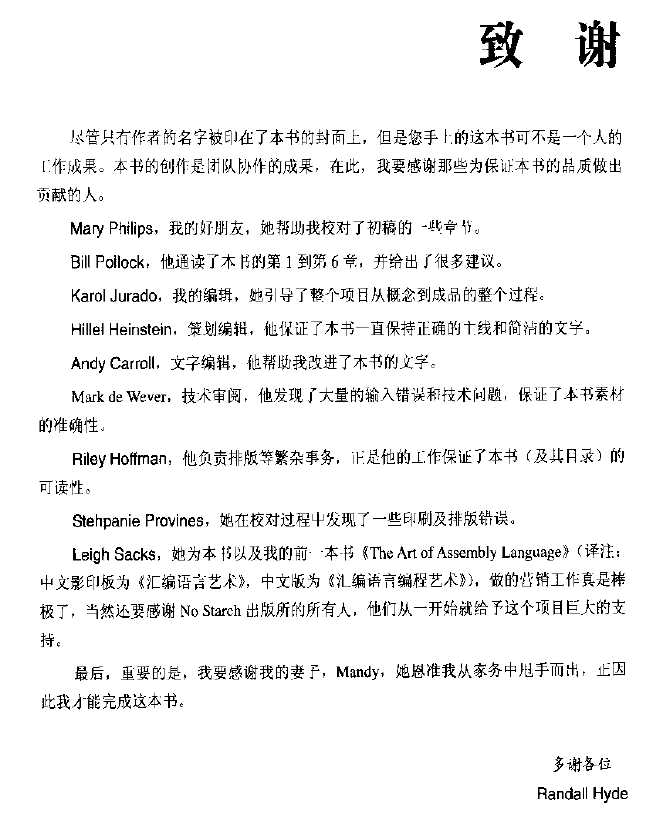 致 谢
尽管只有作者的名字被印在了本书的封面上，但是您手上的这本书可不是一个人的
工作成果。本书的创作是团队协作的成果，在此，我要感谢那些为保证本书的品质做出
贡献的人。
Mary Philips，我的好朋友，她帮助我校对了初稿的一些章节。
Bill Pollock，他通读了本书的第 1 到第 6 章，并给出了很多建议。
Karol Jurado，我的编辑，她引导了整个项目从概念到成品的整个过程。
Hillel Heinstein，策划编辑，他保证了本书一直保持正确的主线和简洁的文字。
Andy Carroll，文字编辑，他帮助我改进了本书的文字。
Mark de Wever，技术审阅，他发现了大量的输入错误和技术问题，保证了本书素材
的准确性。
Riley Hoffman，他负责排版等繁杂事务，正是他的工作保证了本书（及其目录）的
可读性。
Stehpanie Provines，她在校对过程中发现了一些印刷及排版错误。
Leigh Sacks，她为本书以及我的前一本书《The Art of Assembly Language》（译注：
中文影印板为《汇编语言艺术》，中文版为《汇编语言编程艺术》），做的营销工作真是棒
极了，当然还要感谢 No Starch 出版所的所有人，他们从一开始就给予这个项目巨大的支
持。
最后，重要的是，我要感谢我的妻子，Mandy，她恩准我从家务中甩手而出，正因
此我才能完成这本书。
多谢各位
Randall Hyde